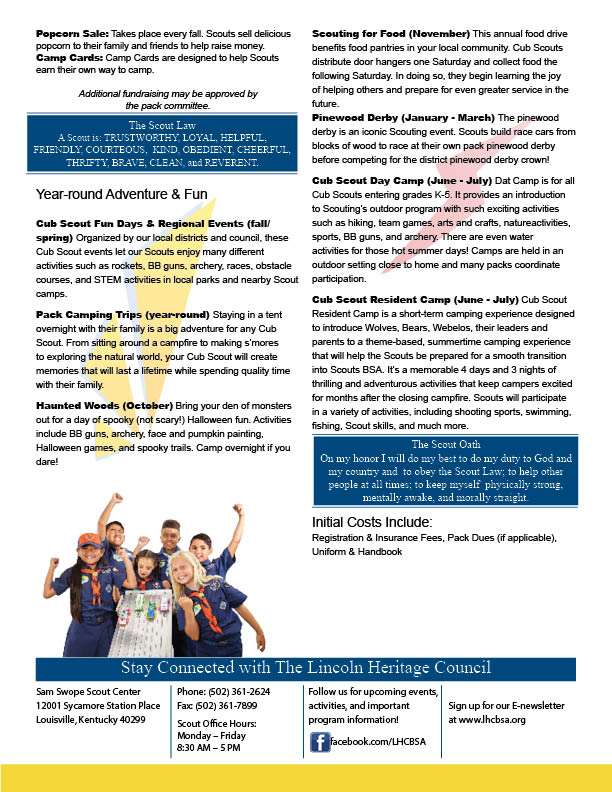 Popcorn Sale: Takes place every fall. Scouts sell delicious
popcorn to their family and friends to help raise money.
Camp Cards: Camp Cards are designed to help Scouts
earn their own way to camp.
Additional fundraising may be approved by
the pack committee.
The Scout Law
A Scout is: TRUSTWORTHY, LOYAL, HELPFUL,
FRIENDLY, COURTEOUS, KIND, OBEDIENT, CHEERFUL,
THRIFTY, BRAVE, CLEAN, and REVERENT.
Year-round Adventure & Fun
Cub Scout Fun Days & Regional Events (fall/
spring) Organized by our local districts and council, these
Cub Scout events let our Scouts enjoy many different
activities such as rockets, BB guns, archery, races, obstacle
courses, and STEM activities in local parks and nearby Scout
camps.
Pack Camping Trips (year-round) Staying in a tent
overnight with their family is a big adventure for any Cub
Scout. From sitting around a campfire to making s'mores
to exploring the natural world, your Cub Scout will create
memories that will last a lifetime while spending quality time
with their family.
Haunted Woods (October) Bring your den of monsters
out for a day of spooky (not scary!) Halloween fun. Activities
include BB guns, archery, face and pumpkin painting,
Halloween games, and spooky trails. Camp overnight if you
dare!
Scouting for Food (November) This annual food drive
benefits food pantries in your local community. Cub Scouts
distribute door hangers one Saturday and collect food the
following Saturday. In doing so, they begin learning the joy
of helping others and prepare for even greater service in the
future.
Pinewood Derby (January - March) The pinewood
derby is an iconic Scouting event. Scouts build race cars from
blocks of wood to race at their own pack pinewood derby
before competing for the district pinewood derby crown!
Cub Scout Day Camp (June - July) Dat Camp is for all
Cub Scouts entering grades K-5. It provides an introduction
to Scouting's outdoor program with such exciting activities
such as hiking, team games, arts and crafts, natureactivities,
sports, BB guns, and archery. There are even water
activities for those hot summer days! Camps are held in an
outdoor setting close to home and many packs coordinate
participation.
Cub Scout Resident Camp (June - July) Cub Scout
Resident Camp is a short-term camping experience designed
to introduce Wolves, Bears, Webelos, their leaders and
parents to a theme-based, summertime camping experience
that will help the Scouts be prepared for a smooth transition
into Scouts BSA. It's a memorable 4 days and 3 nights of
thrilling and adventurous activities that keep campers excited
for months after the closing campfire. Scouts will participate
in a variety of activities, including shooting sports, swimming,
fishing, Scout skills, and much more.
The Scout Oath
On my honor I will do my best to do my duty to God and
my country and to obey the Scout Law; to help other
people at all times; to keep myself physically strong,
mentally awake, and morally straight.
Initial Costs Include:
Registration & Insurance Fees, Pack Dues (if applicable),
Uniform & Handbook
Stay Connected with The Lincoln Heritage Council
Sam Swope Scout Center
12001 Sycamore Station Place
Louisville, Kentucky 40299
Phone: (502) 361-2624
Fax: (502) 361-7899
Scout Office Hours:
Monday – Friday
8:30 AM – 5 PM
Follow us for upcoming events,
activities, and important
program information!
facebook.com/LHCBSA
Sign up for our E-newsletter
at www.lhcbsa.org